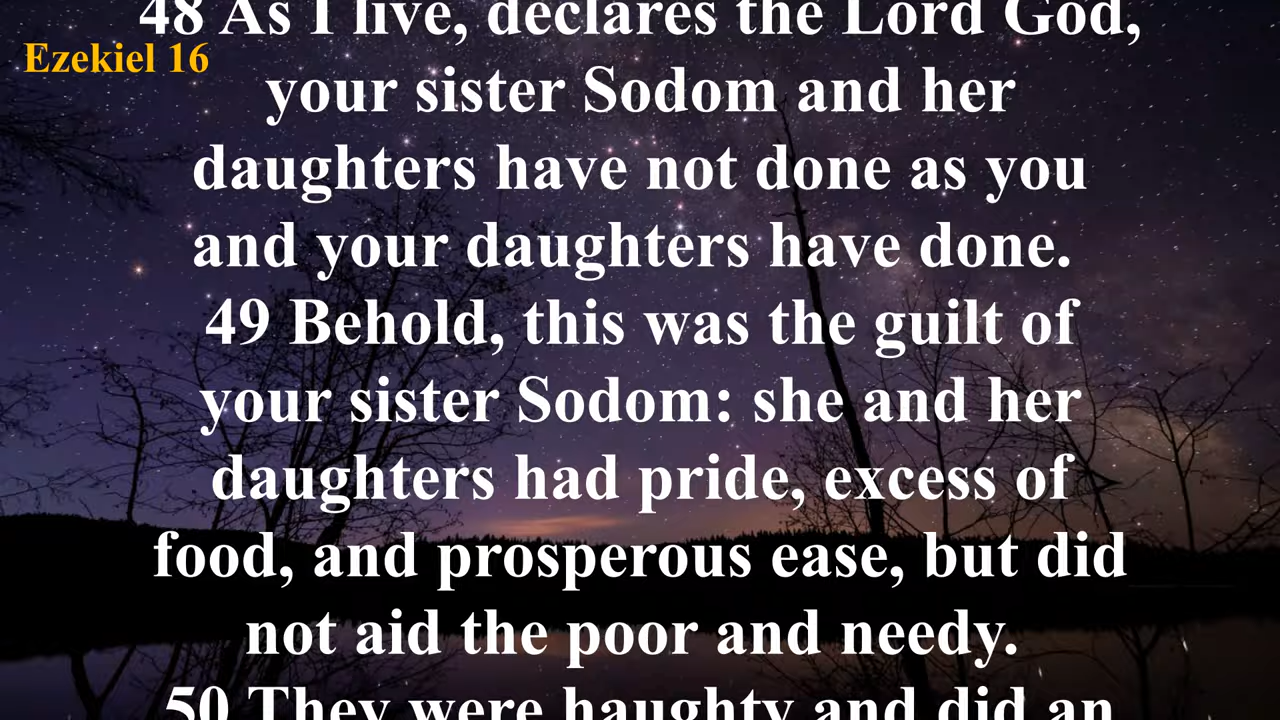 48 As I live, declares the Lord God,
Ezekiel 16
your sister Sodom and her
daughters have not done as you
and your daughters have done.
49 Behold, this was the guilt of
your sister Sodom: she and her
daughters had pride, excess of
food, and prosperous ease, but did
not aid the poor and needy.
50 They were haughty and did an